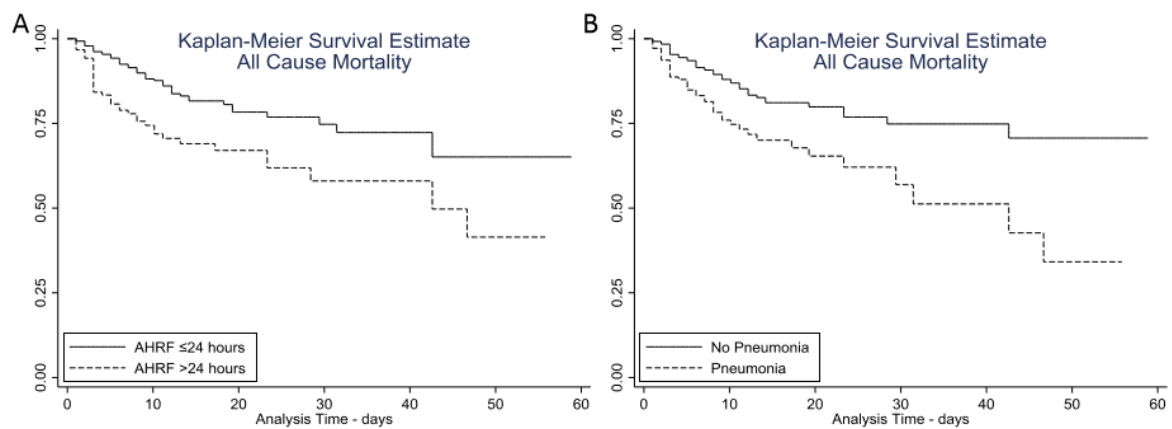 A
Kaplan-Meier Survival Estimate
All Cause Mortality
1.00
0.75
0.50
0.25
0.00
AHRF ≤24 hours
AHRF >24 hours
0 10 20 30 40 50 60
Analysis Time - days
B
Kaplan-Meier Survival Estimate
All Cause Mortality
1.00
0.75
0.50
0.25
0.00
No Pneumonia
Pneumonia
0 10 20 30 40 50 60
Analysis Time - days